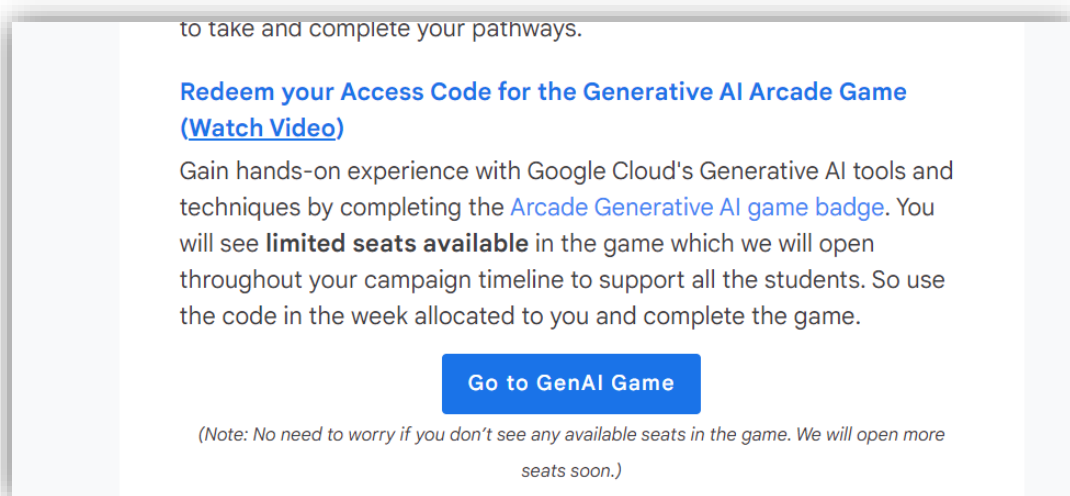 to take and complete your pathways.
Redeem your Access Code for the Generative AI Arcade Game
(Watch Video)
Gain hands-on experience with Google Cloud's Generative AI tools and
techniques by completing the Arcade Generative AI game badge. You
will see limited seats available in the game which we will open
throughout your campaign timeline to support all the students. So use
the code in the week allocated to you and complete the game.
Go to GenAI Game
(Note: No need to worry if you don’t see any available seats in the game. We will open more
seats soon.)